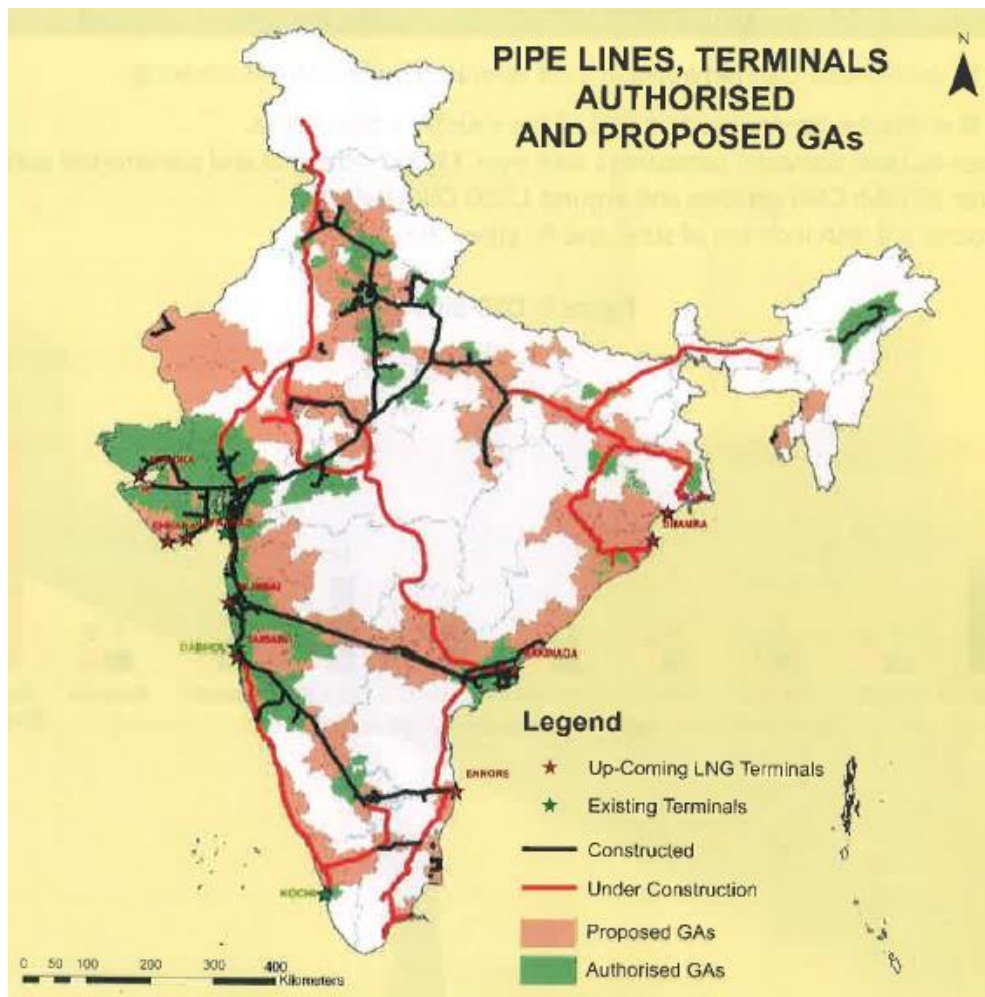 PIPE LINES, TERMINALS
AUTHORISED
AND PROPOSED GAs
N
MUMBAI
DABHOL
KAKINADA
DHAMRA
ENNORE
KOCHI
Legend
Up-Coming LNG Terminals
Existing Terminals
Constructed
Under Construction
Proposed GAs
Authorised GAs
0 50 100 200 300 400
Kilometers